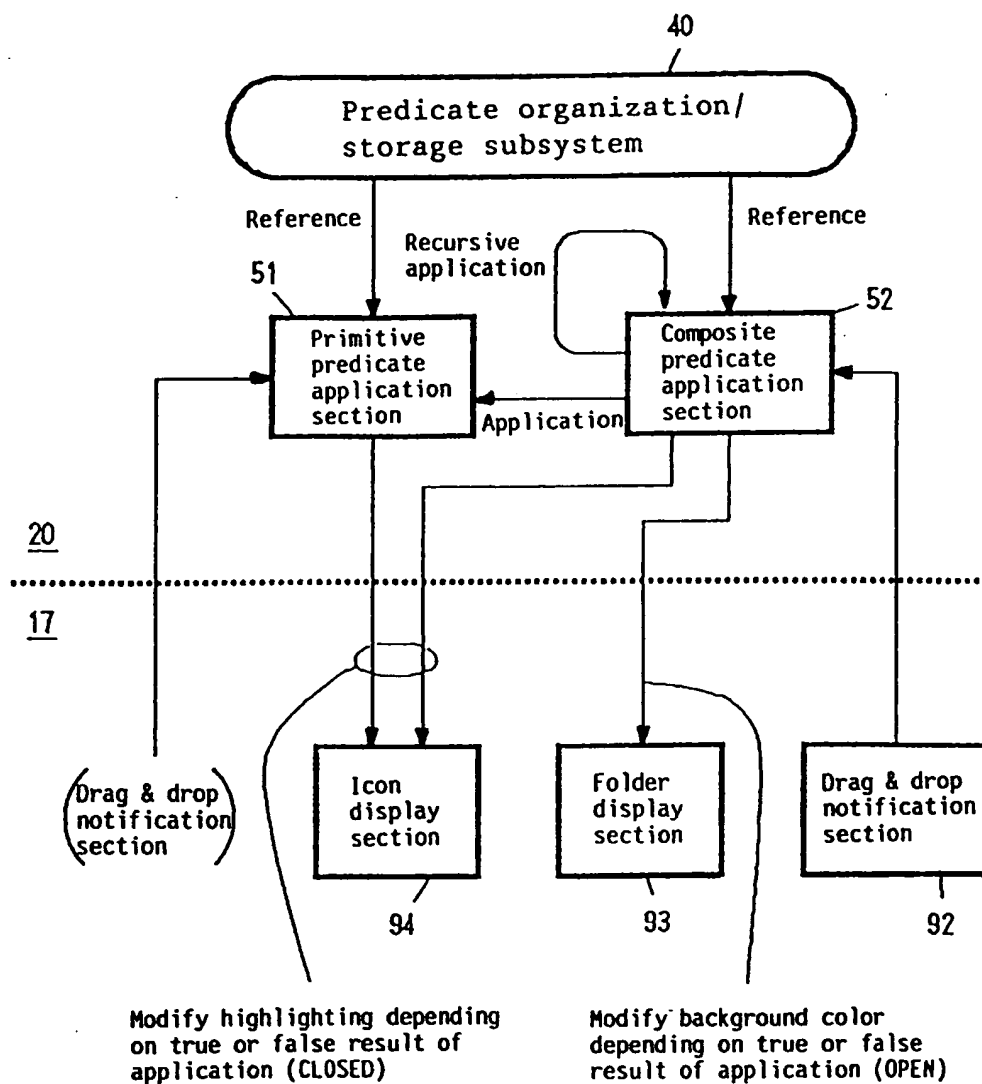 40
Predicate organization/
storage subsystem
Reference
Reference
Recursive
application
51
52
Primitive
predicate
application
section
Composite
predicate
application
section
Application
20
17
(Drag & drop
notification
section)
Icon
display
section
Folder
display
section
Drag & drop
notification
section
94
93
92
Modify highlighting depending
on true or false result of
application (CLOSED)
Modify background color
depending on true or false
result of application (OPEN)